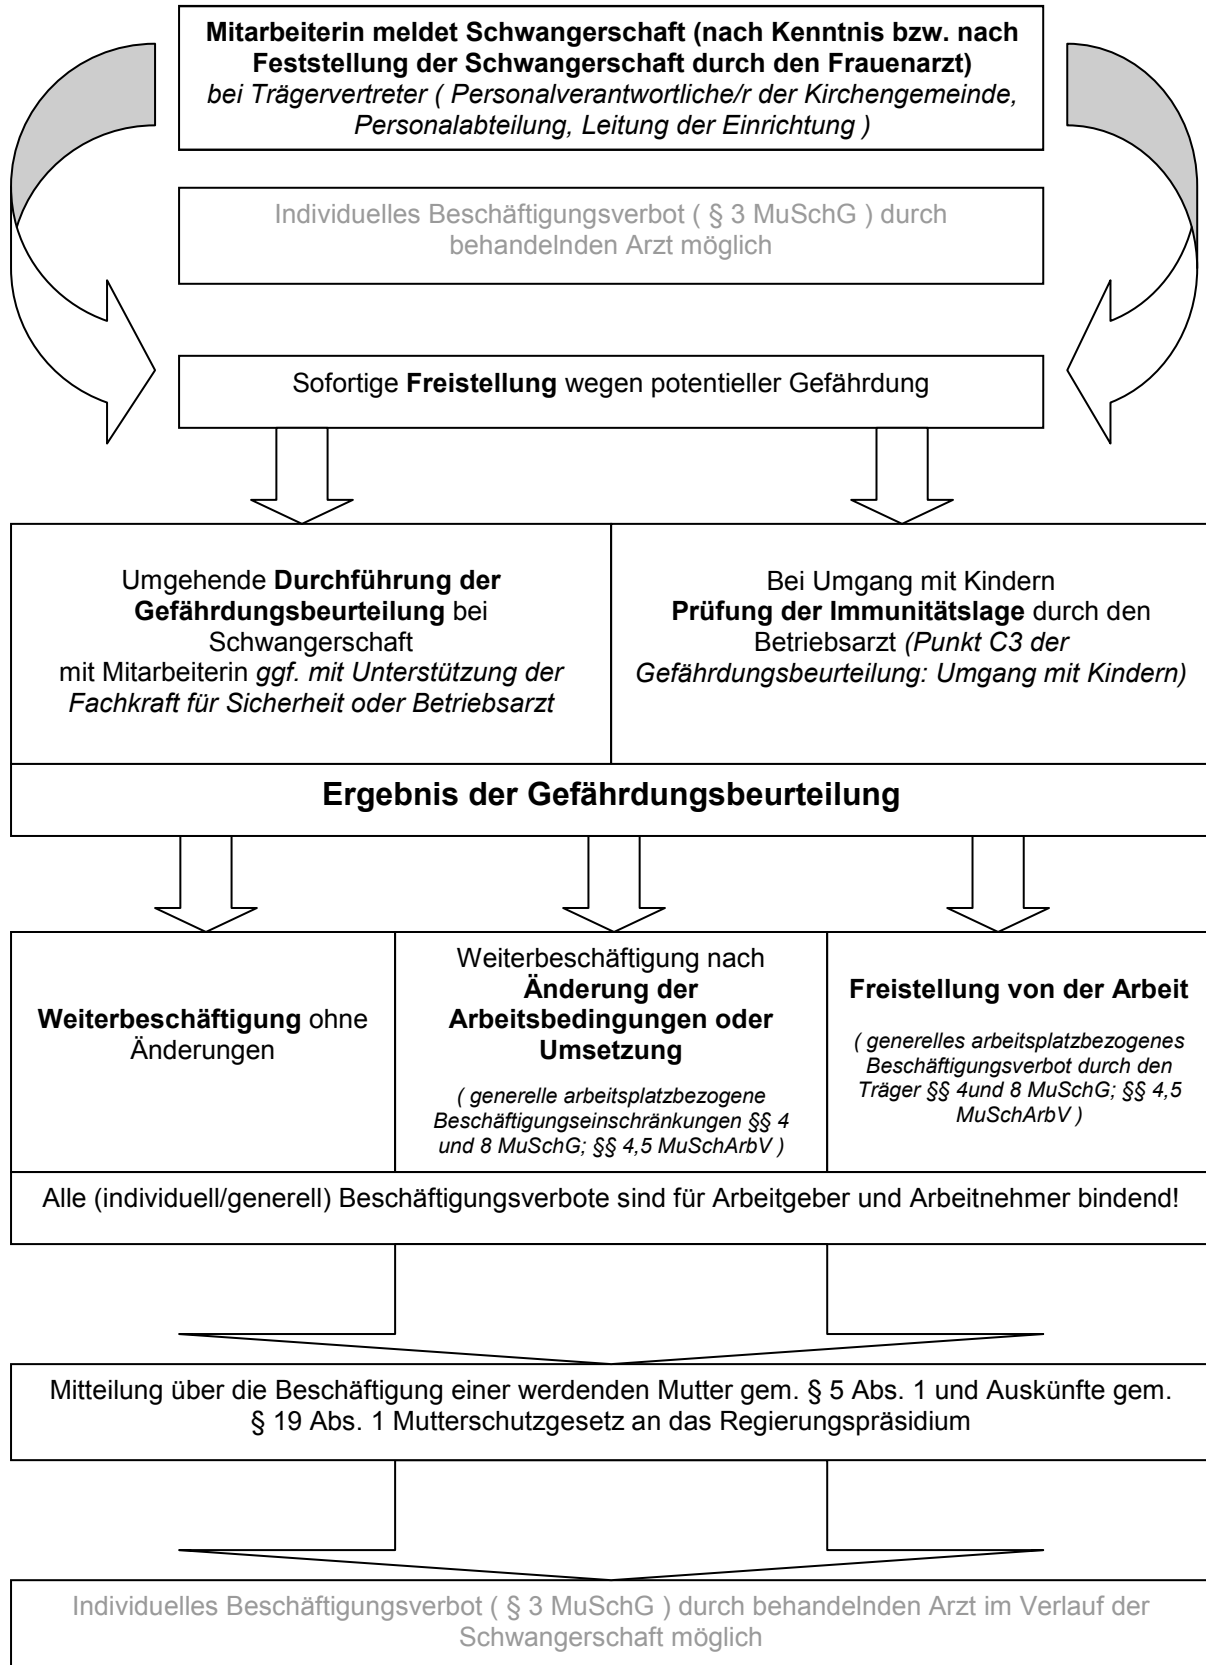 Mitarbeiterin meldet Schwangerschaft (nach Kenntnis bzw. nach
Feststellung der Schwangerschaft durch den Frauenarzt)
bei Trägervertreter ( Personalverantwortliche/r der Kirchengemeinde,
Personalabteilung, Leitung der Einrichtung )
Individuelles Beschäftigungsverbot ( § 3 MuSchG ) durch
behandelnden Arzt möglich
Sofortige Freistellung wegen potentieller Gefährdung
Umgehende Durchführung der
Gefährdungsbeurteilung bei
Schwangerschaft
mit Mitarbeiterin ggf. mit Unterstützung der
Fachkraft für Sicherheit oder Betriebsarzt
Bei Umgang mit Kindern
Prüfung der Immunitätslage durch den
Betriebsarzt (Punkt C3 der
Gefährdungsbeurteilung: Umgang mit Kindern)
Ergebnis der Gefährdungsbeurteilung
Weiterbeschäftigung ohne
Änderungen
Weiterbeschäftigung nach
Änderung der
Arbeitsbedingungen oder
Umsetzung
( generelle arbeitsplatzbezogene
Beschäftigungseinschränkungen §§ 4
und 8 MuSchG; §§ 4,5 MuSchArbV )
Freistellung von der Arbeit
( generelles arbeitsplatzbezogenes
Beschäftigungsverbot durch den
Träger §§ 4und 8 MuSchG; §§ 4,5
MuSchArbV )
Alle (individuell/generell) Beschäftigungsverbote sind für Arbeitgeber und Arbeitnehmer bindend!
Mitteilung über die Beschäftigung einer werdenden Mutter gem. § 5 Abs. 1 und Auskünfte gem.
§ 19 Abs. 1 Mutterschutzgesetz an das Regierungspräsidium
Individuelles Beschäftigungsverbot ( § 3 MuSchG ) durch behandelnden Arzt im Verlauf der
Schwangerschaft möglich